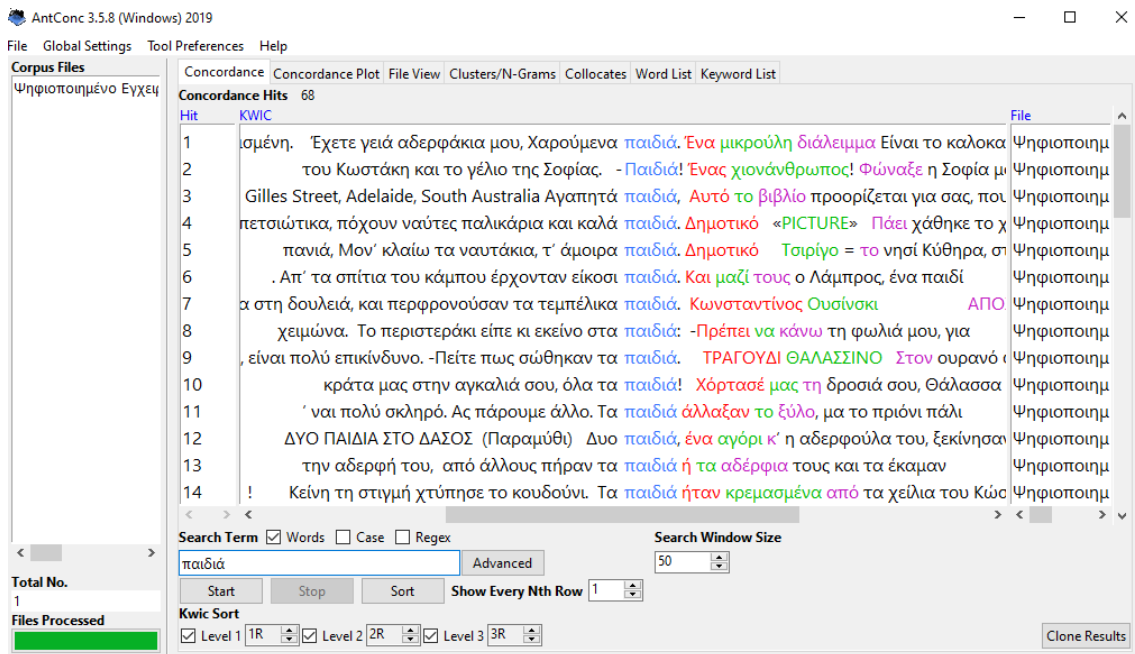 AntConc 3.5.8 (Windows) 2019
File Global Settings Tool Preferences Help
Corpus Files
Ψηφιοποιημένο Εγχει
Concordance Concordance Plot File View Clusters/N-Grams Collocates Word List Keyword List
Concordance Hits 68
Hit KWIC File
1 ισμένη. Έχετε γειά αδερφάκια μου, Χαρούμενα παιδιά. Ένα μικρούλη διάλειμμα Είναι το καλοκα Ψηφιοποιημ
2 του Κωστάκη και το γέλιο της Σοφίας. -Παιδιά! Ένας χιονάνθρωπος! Φώναξε η Σοφία μ Ψηφιοποιημ
3 Gilles Street, Adelaide, South Australia Αγαπητά παιδιά, Αυτό το βιβλίο προορίζεται για σας, που Ψηφιοποιημ
4 πετσιώτικα, πόχουν ναύτες παλικάρια και καλά παιδιά. Δημοτικό «PICTURE» Πάει χάθηκε το χ Ψηφιοποιημ
5 πανιά, Μον′ κλαίω τα ναυτάκια, τ′ άμοιρα παιδιά. Δημοτικό Τσιρίγο = το νησί Κύθηρα, στ Ψηφιοποιημ
6 . Απ′ τα σπίτια του κάμπου έρχονταν είκοσι παιδιά. Και μαζί τους ο Λάμπρος, ένα παιδί Ψηφιοποιημ
7 α στη δουλειά, και περφρονούσαν τα τεμπέλικα παιδιά. Κωνσταντίνος Ουσίνσκι ΑΠΟ Ψηφιοποιημ
8 χειμώνα. Το περιστεράκι είπε κι εκείνο στα παιδιά: -Πρέπει να κάνω τη φωλιά μου, για Ψηφιοποιημ
9 , είναι πολύ επικίνδυνο. -Πείτε πως σώθηκαν τα παιδιά. ΤΡΑΓΟΥΔΙ ΘΑΛΑΣΣΙΝΟ Στον ουρανό Ψηφιοποιημ
10 κράτα μας στην αγκαλιά σου, όλα τα παιδιά! Χόρτασέ μας τη δροσιά σου, Θάλασσα Ψηφιοποιημ
11 ′ ναι πολύ σκληρό. Ας πάρουμε άλλο. Τα παιδιά άλλαξαν το ξύλο, μα το πριόνι πάλι Ψηφιοποιημ
12 ΔΥΟ ΠΑΙΔΙΑ ΣΤΟ ΔΑΣΟΣ (Παραμύθι) Δυο παιδιά, ένα αγόρι κ′ η αδερφούλα του, ξεκίνησαν Ψηφιοποιημ
13 την αδερφή του, από άλλους πήραν τα παιδιά ή τα αδέρφια τους και τα έκαμαν Ψηφιοποιημ
14 ! Κείνη τη στιγμή χτύπησε το κουδούνι. Τα παιδιά ήταν κρεμασμένα από τα χείλια του Κώσ Ψηφιοποιημ
Search Term Words Case Regex Search Window Size
παιδιά Advanced 50
Total No.
1
Start Stop Sort Show Every Nth Row 1
Files Processed
Kwic Sort
Level 1 1R Level 2 2R Level 3 3R Clone Results